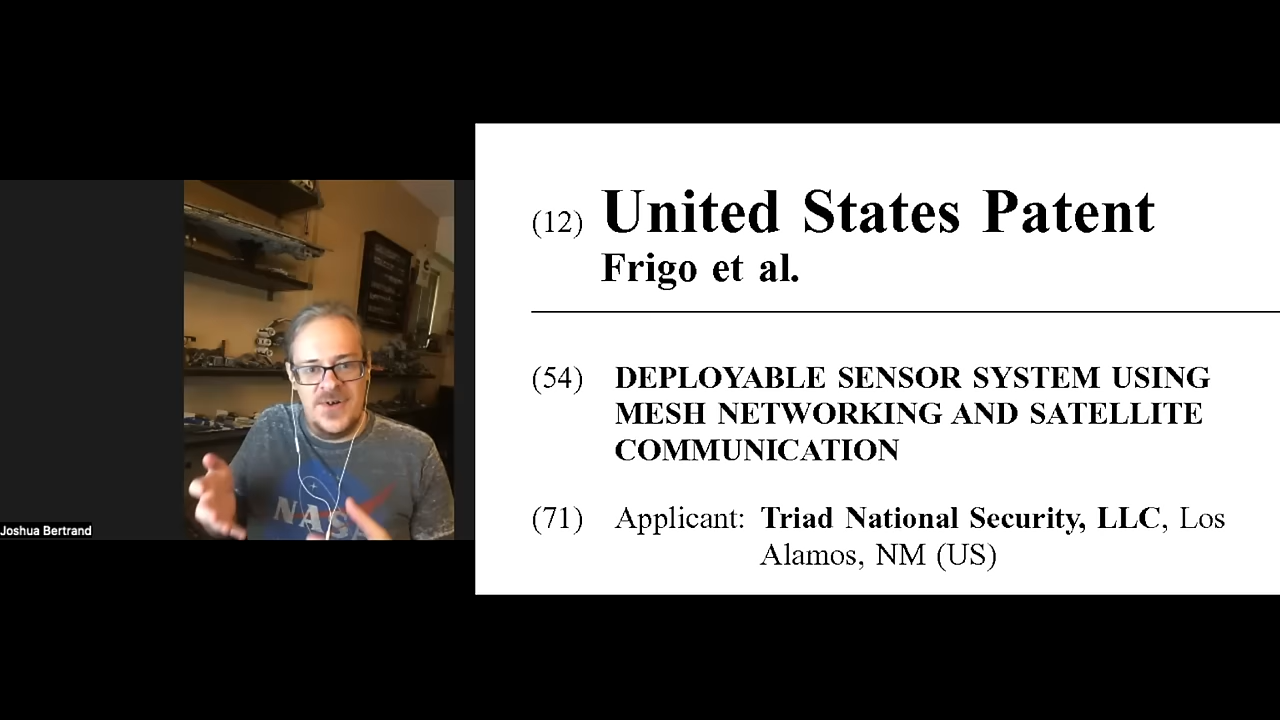 (12) United States Patent
Frigo et al.
(54) DEPLOYABLE SENSOR SYSTEM USING
MESH NETWORKING AND SATELLITE
COMMUNICATION
(71) Applicant: Triad National Security, LLC, Los
Alamos, NM (US)
NASA
Joshua Bertrand